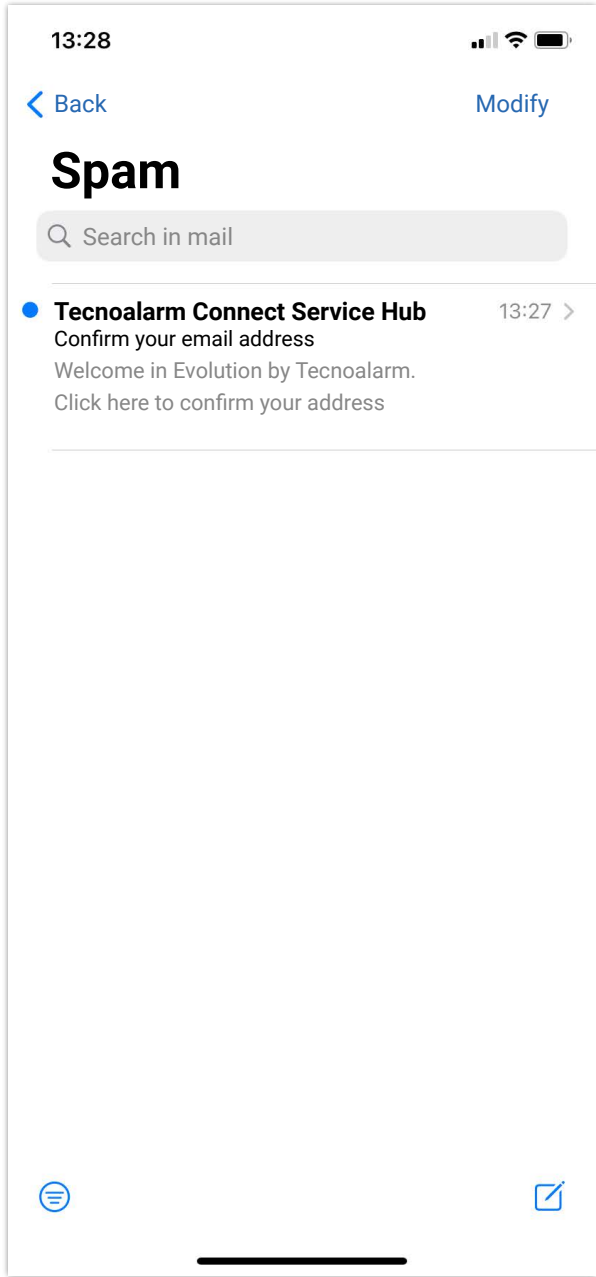 13:28
Back
Modify
Spam
Search in mail
Tecnoalarm Connect Service Hub
13:27
Confirm your email address
Welcome in Evolution by Tecnoalarm.
Click here to confirm your address